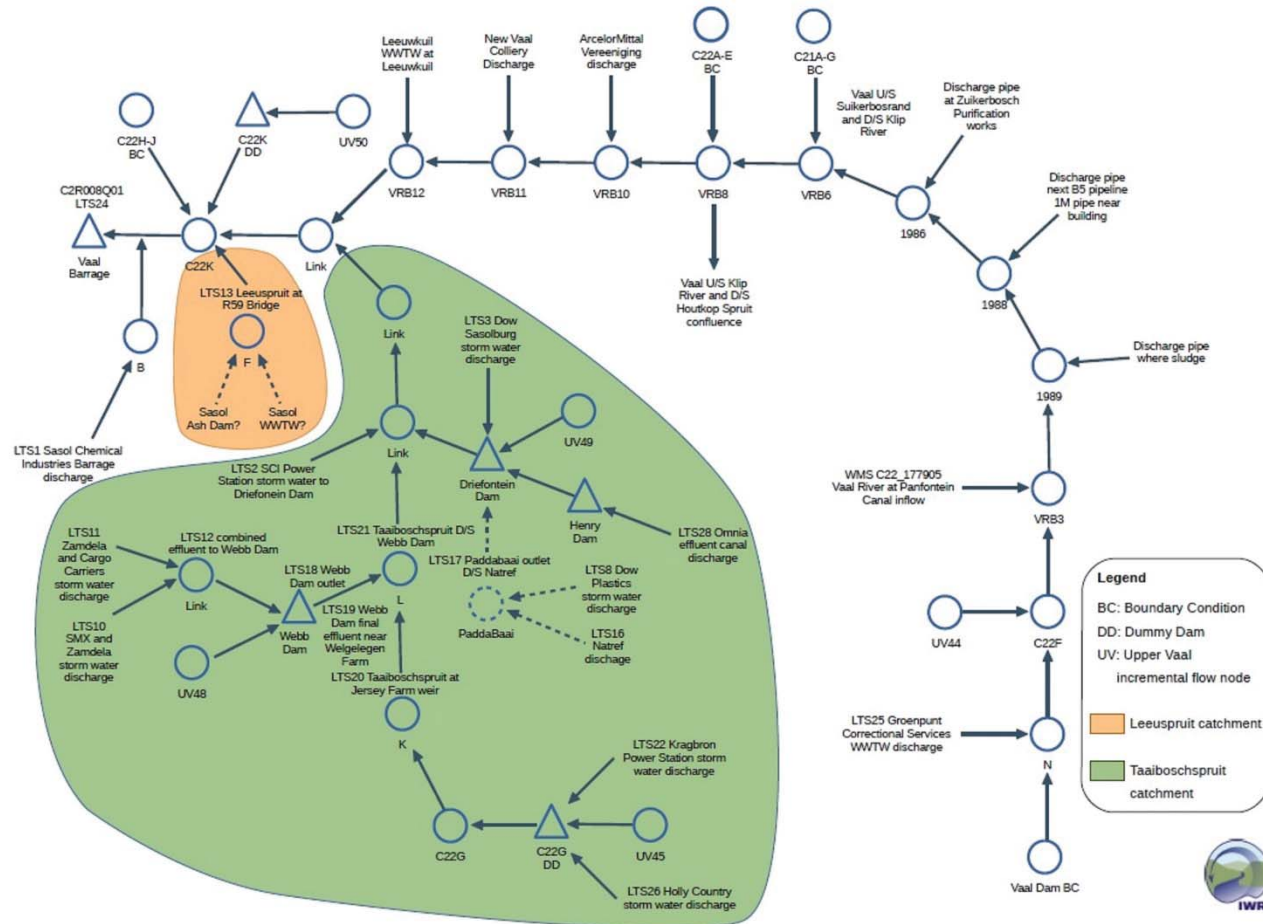 Leeuwkuil
WWTW at
Leeuwkuil
New Vaal
Colliery
Discharge
ArcelorMittal
Vereeniging
discharge
C22A-E
BC
C21A-G
BC
Vaal U/S
Suikerbosrand
and D/S Klip
River
Discharge pipe
at Zuikerbosch
Purification
works
Discharge pipe
next B5 pipeline
1M pipe near
building
C22H-J
BC
C22K
DD
UV50
VRB12
VRB11
VRB10
VRB8
VRB6
1986
1988
C2R008Q01
LTS24
Vaal
Barrage
C22K
Link
Vaal U/S Klip
River and D/S
Houtkop Spruit
confluence
LTS13 Leeuspruit at
R59 Bridge
F
Sasol
Ash Dam?
Sasol
WWTW?
B
LTS1 Sasol Chemical
Industries Barrage
discharge
Link
LTS3 Dow
Sasolburg
storm water
discharge
Discharge pipe
where sludge
1989
UV49
Link
LTS2 SCI Power
Station storm water to
Driefonein Dam
Driefontein
Dam
Henry
Dam
WMS C22_177905
Vaal River at Panfontein
Canal inflow
VRB3
LTS11
Zamdela
and Cargo
Carriers
storm water
discharge
LTS12 combined
effluent to Webb Dam
Link
LTS21 Taaiboschspruit D/S
Webb Dam
LTS28 Omnia
effluent canal
discharge
LTS17 Paddabaai outlet
D/S Natref
LTS18 Webb
Dam outlet
L
LTS8 Dow
Plastics
storm water
discharge
LTS10
SMX and
Zamdela
storm water
discharge
Webb
Dam
LTS19 Webb
Dam final
effluent near
Welgelegen
Farm
PaddaBaai
LTS16
Natref
dischage
UV48
LTS20 Taaiboschspruit at
Jersey Farm weir
K
UV44
C22F
LTS25 Groenpunt
Correctional Services
WWTW discharge
N
LTS22 Kragbron
Power Station storm
water discharge
C22G
C22G
DD
UV45
LTS26 Holly Country
storm water discharge
Vaal Dam BC
Legend
BC: Boundary Condition
DD: Dummy Dam
UV: Upper Vaal
incremental flow node
Leeuspruit catchment
Taaiboschspruit
catchment
IWR